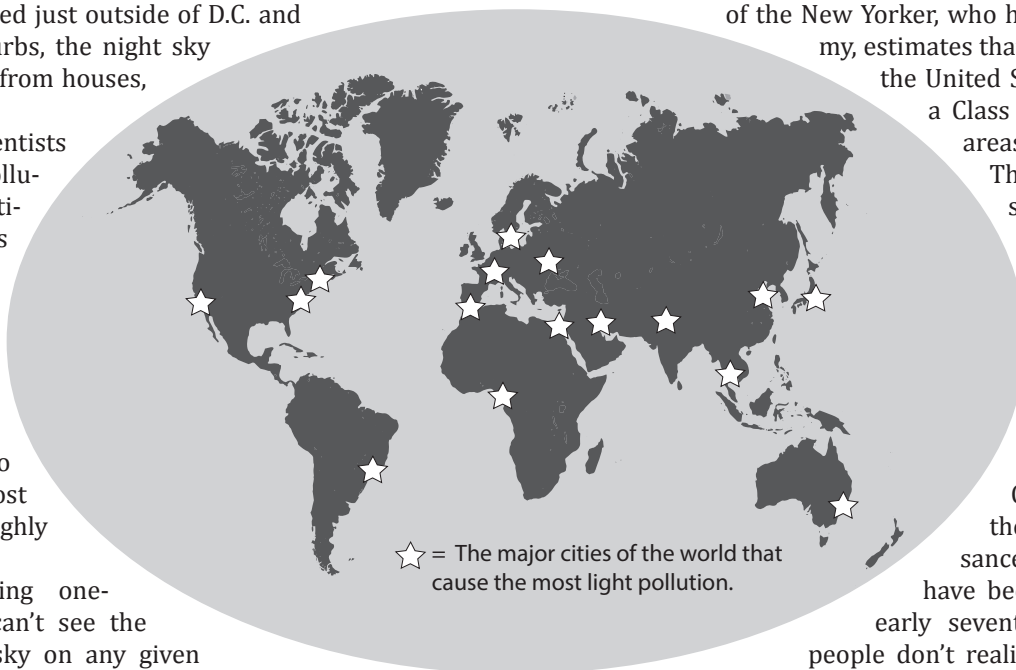 ed just outside of D.C. and
urbs, the night sky
from houses,
entists
ollu-
ti-
s
o
ost
ghly
ing one-
can't see the
sky on any given
= The major cities of the world that
cause the most light pollution.
of the New Yorker, who h
my, estimates tha
the United S
a Class
areas
Th
s
the
sance
have be
early sevent
people don't reali